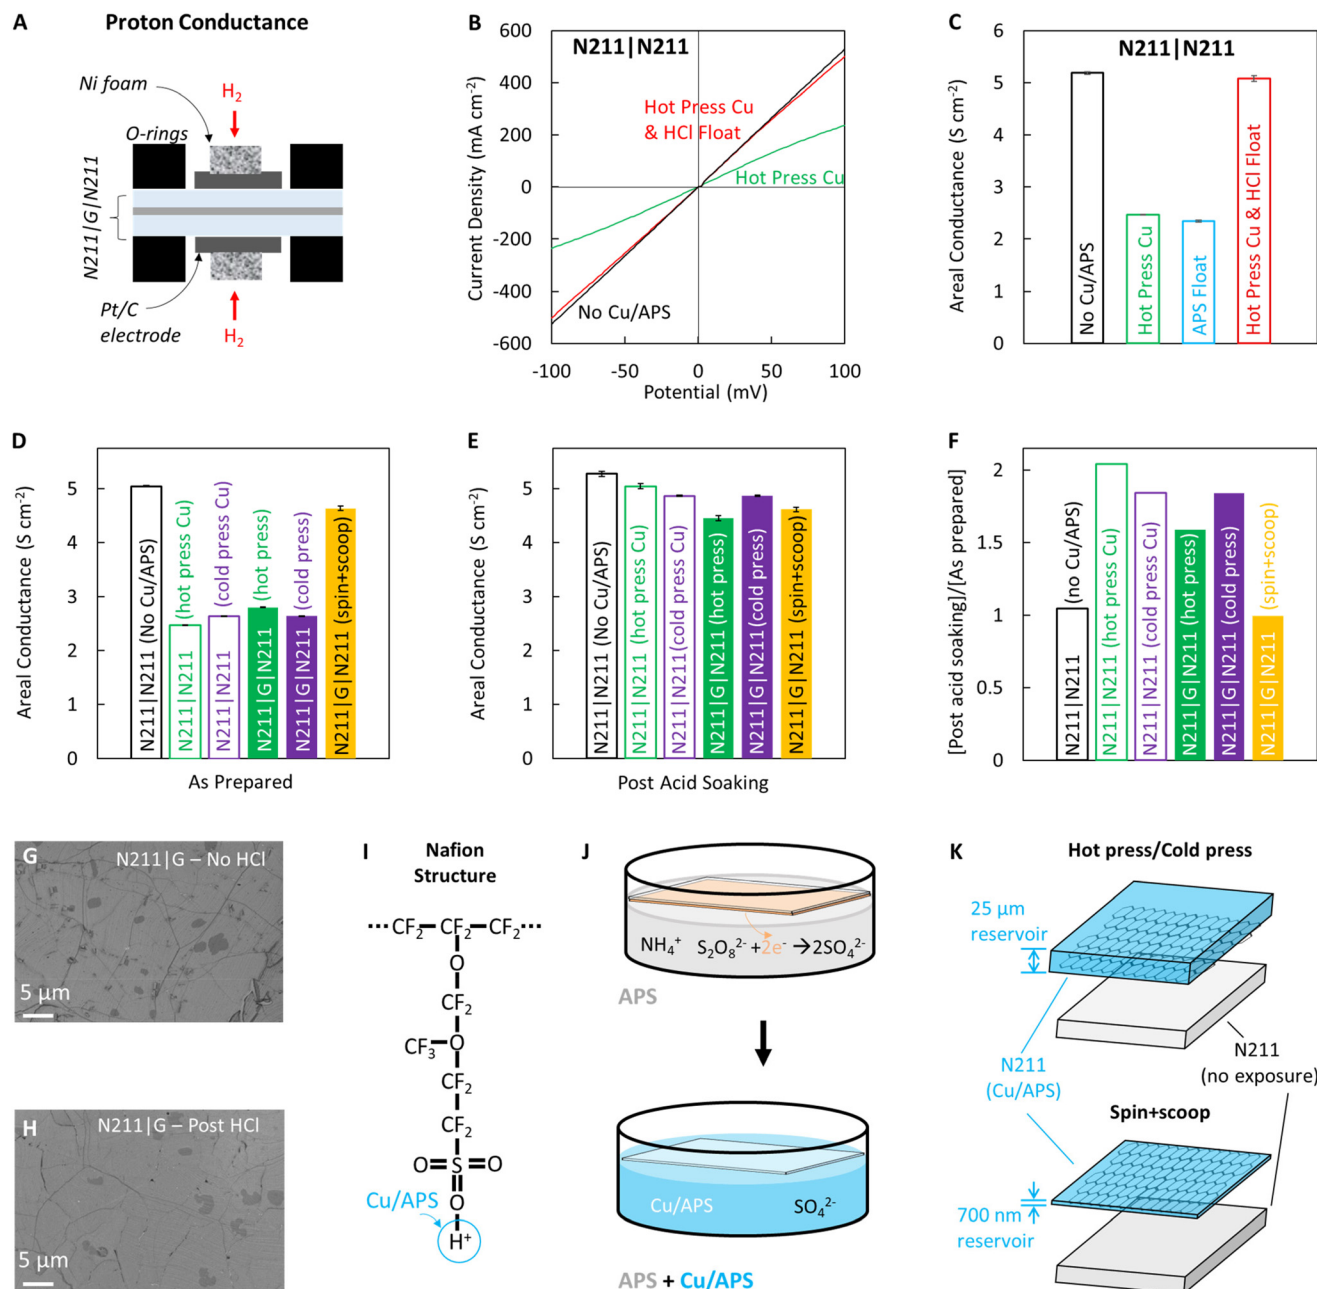 A
Proton Conductance
Ni foam
H2
O-rings
N211|G|N211
Pt/C
electrode
H2
B
N211|N211
600
400
200
0
-200
-400
-600
Current Density (mA cm-2)
Hot Press Cu
& HCl Float
Hot Press Cu
No Cu/APS
-100
-50
0
50
100
Potential (mV)
C
N211|N211
6
5
4
3
2
1
0
Areal Conductance (S cm-2)
No Cu/APS
Hot Press Cu
APS Float
Hot Press Cu & HCl Float
D
5
4
3
2
1
0
Areal Conductance (S cm-2)
N211|N211 (No Cu/APS)
N211|N211 (hot press Cu)
N211|N211 (cold press Cu)
N211|G|N211 (hot press)
N211|G|N211 (cold press)
N211|G|N211 (spin+scoop)
As Prepared
E
5
4
3
2
1
0
Areal Conductance (S cm-2)
N211|N211 (No Cu/APS)
N211|N211 (hot press Cu)
N211|N211 (cold press Cu)
N211|G|N211 (hot press)
N211|G|N211 (cold press)
N211|G|N211 (spin+scoop)
Post Acid Soaking
F
2
1.5
1
0.5
0
[Post acid soaking]/[As prepared]
N211|N211 (no Cu/APS)
N211|N211 (hot press Cu)
N211|N211 (cold press Cu)
N211|G|N211 (hot press)
N211|G|N211 (cold press)
N211|G|N211 (spin+scoop)
G
N211|G – No HCl
5 µm
H
N211|G – Post HCl
5 µm
I
Nafion
Structure
CF2 CF2 CF2
O
CF2
CF3 O
CF2
CF2
O S O
O
Cu/APS
H+
J
NH4+ S2O8 2- +2e- → 2SO4 2-
APS
Cu/APS SO4 2-
APS + Cu/APS
K
Hot press/Cold press
25 µm
reservoir
N211
(Cu/APS)
N211
(no exposure)
Spin+scoop
700 nm
reservoir